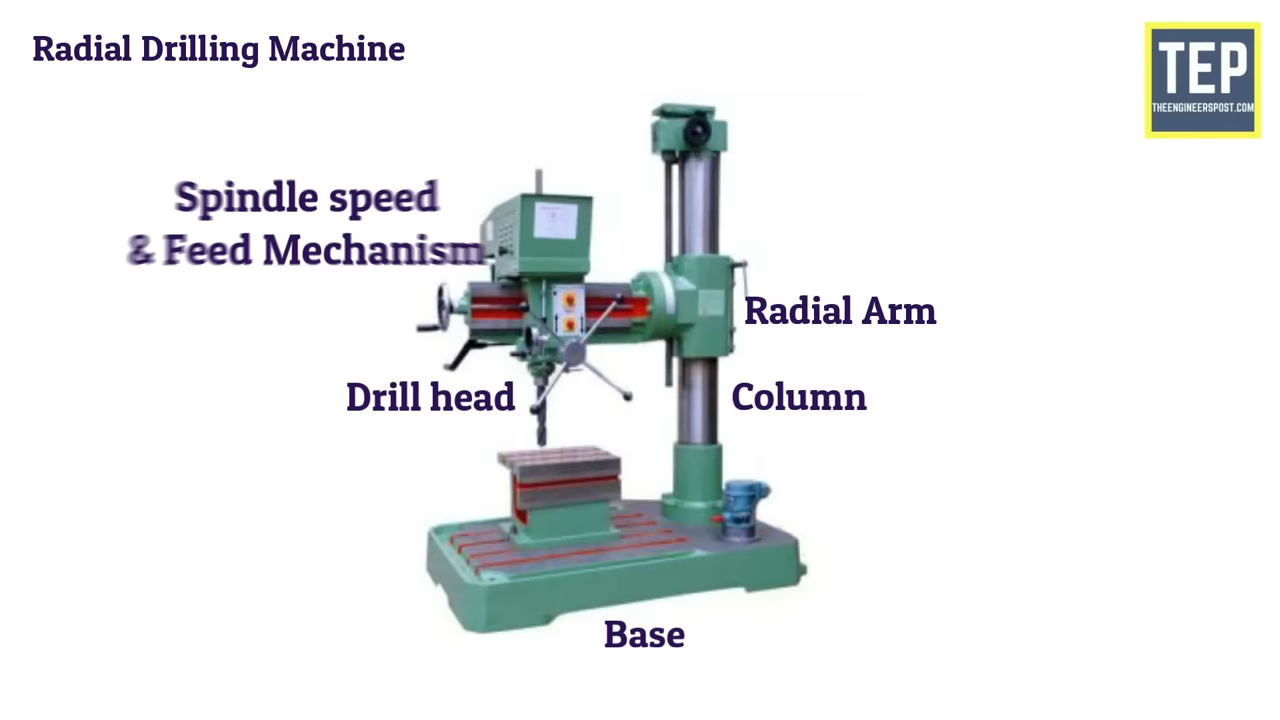 Radial Drilling Machine
TEP
THEENGINEERSPOST.COM
Spindle speed
& Feed Mechanism
Radial Arm
Drill head
Column
Base